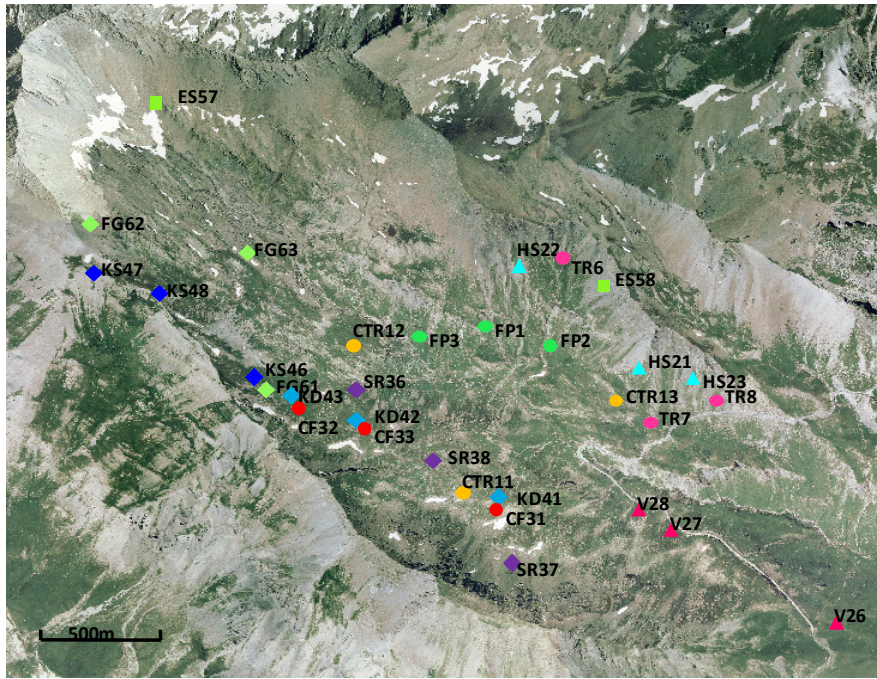 ES57
FG62
FG63
HS22
TR6
KS47
ES58
KS48
CTR12
FP3
FP1
FP2
HS21
KS46
HS23
FG61
SR36
KD43
CTR13
TR8
CF32
KD42
TR7
CF33
SR38
CTR11
KD41
V28
CF31
V27
SR37
V26
500m